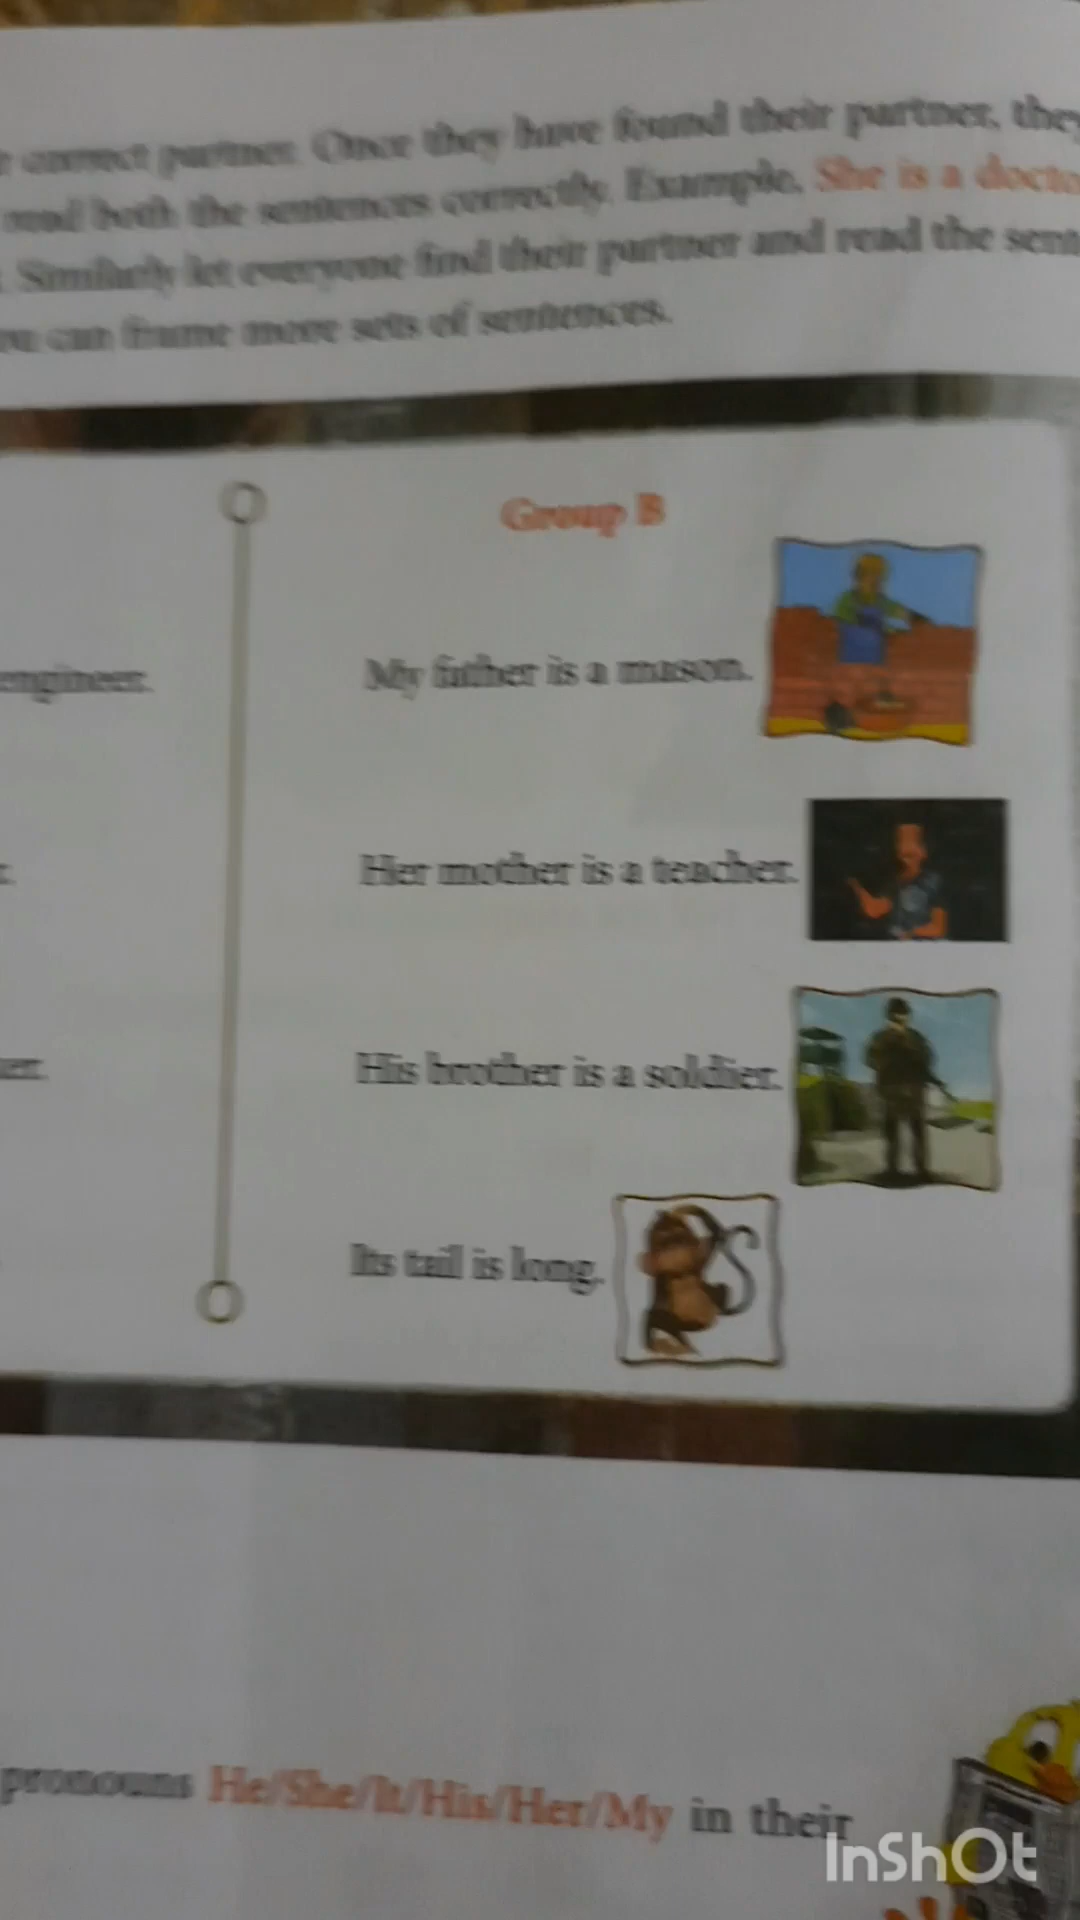 correct partner. Once they have found their partner, they
read both the sentences correctly. Example. She is a docto
. Similarly let everyone find their partner and read the sent
ou can frame more sets of sentences.
Group B
engineer.
My father is a mason.
Her mother is a teacher.
er.
His brother is a soldier.
Its tail is long.
pronouns He/She/It/His/Her/My in their
InShOt